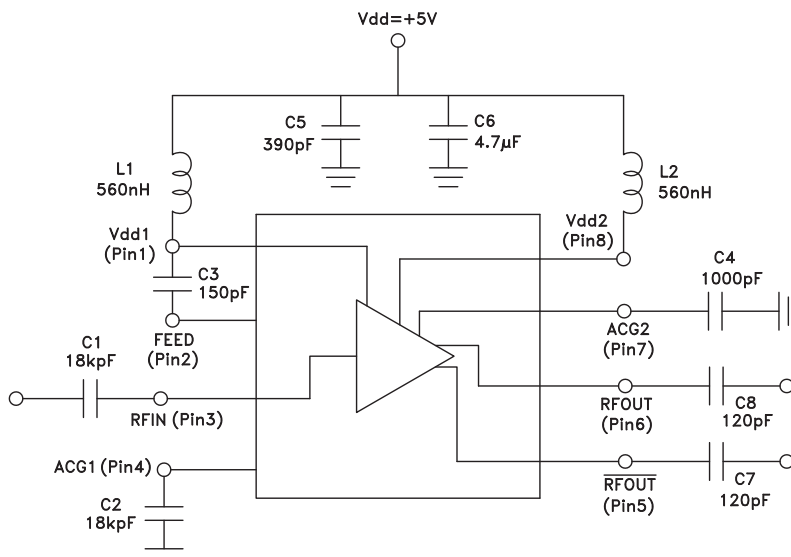 Vdd=+5V
C5
390pF
C6
4.7µF
L1
560nH
L2
560nH
Vdd1
(Pin1)
Vdd2
(Pin8)
C3
150pF
C4
1000pF
FEED
(Pin2)
ACG2
(Pin7)
C1
18kpF
RFIN (Pin3)
RFOUT
(Pin6)
C8
120pF
ACG1 (Pin4)
RFOUT
(Pin5)
C7
120pF
C2
18kpF